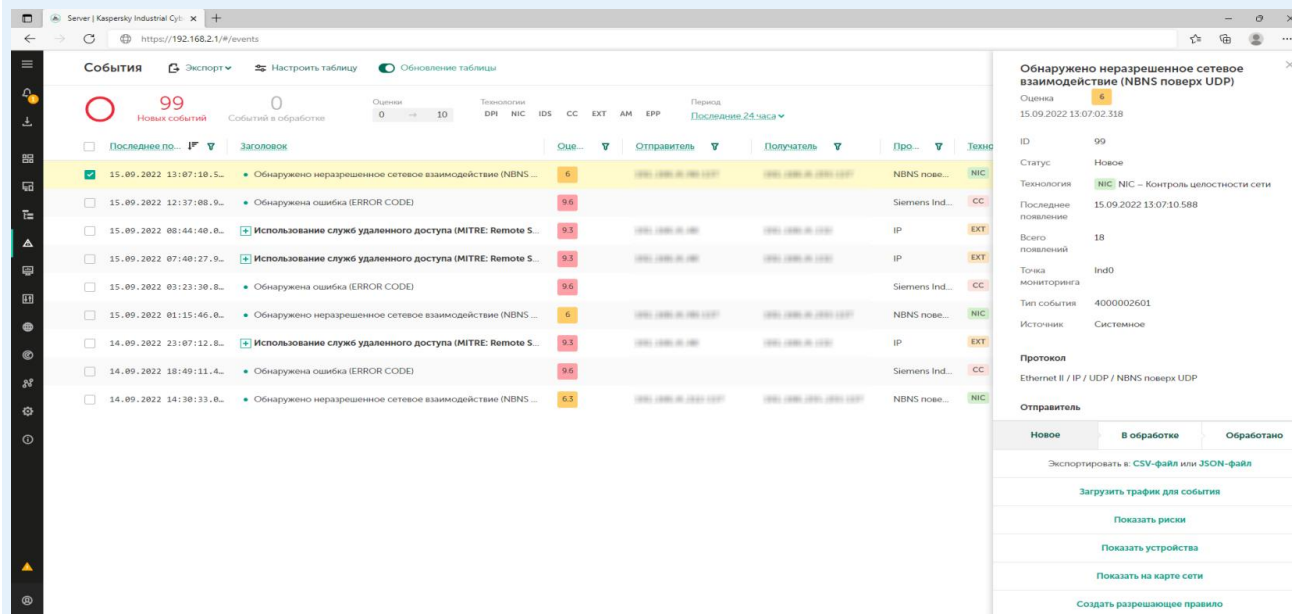 Server | Kaspersky Industrial Cyb
https://192.168.2.1/#/events
События Экспорт Настроить таблицу Обновление таблицы
99 Новых событий
0 Событий в обработке
Оценки 0 → 10
Технологии DPI NIC IDS CC EXT AM EPP
Период Последние 24 часа
Последнее по... Заголовок Оце... Отправитель Получатель Про... Техно
15.09.2022 13:07:10.5… Обнаружено неразрешенное сетевое взаимодействие (NBNS ... 6 NBNS пове... NIC
15.09.2022 12:37:08.9… Обнаружена ошибка (ERROR CODE) 9.6 Siemens Ind... CC
15.09.2022 08:44:40.0… Использование служб удаленного доступа (MITRE: Remote S... 9.3 IP EXT
15.09.2022 07:40:27.9… Использование служб удаленного доступа (MITRE: Remote S... 9.3 IP EXT
15.09.2022 03:23:30.8… Обнаружена ошибка (ERROR CODE) 9.6 Siemens Ind... CC
15.09.2022 01:15:46.0… Обнаружено неразрешенное сетевое взаимодействие (NBNS ... 6 NBNS пове... NIC
14.09.2022 23:07:12.8… Использование служб удаленного доступа (MITRE: Remote S... 9.3 IP EXT
14.09.2022 18:49:11.4… Обнаружена ошибка (ERROR CODE) 9.6 Siemens Ind... CC
14.09.2022 14:30:33.0… Обнаружено неразрешенное сетевое взаимодействие (NBNS ... 6.3 NBNS пове... NIC
Обнаружено неразрешенное сетевое
взаимодействие (NBNS поверх UDP)
Оценка 6
15.09.2022 13:07:02.318
ID 99
Статус Новое
Технология NIC NIC – Контроль целостности сети
Последнее появление 15.09.2022 13:07:10.588
Всего появлений 18
Точка мониторинга Ind0
Тип события 4000002601
Источник Системное
Протокол
Ethernet II / IP / UDP / NBNS поверх UDP
Отправитель
Новое В обработке Обработано
Экспортировать в: CSV-файл или JSON-файл
Загрузить трафик для события
Показать риски
Показать устройства
Показать на карте сети
Создать разрешающее правило